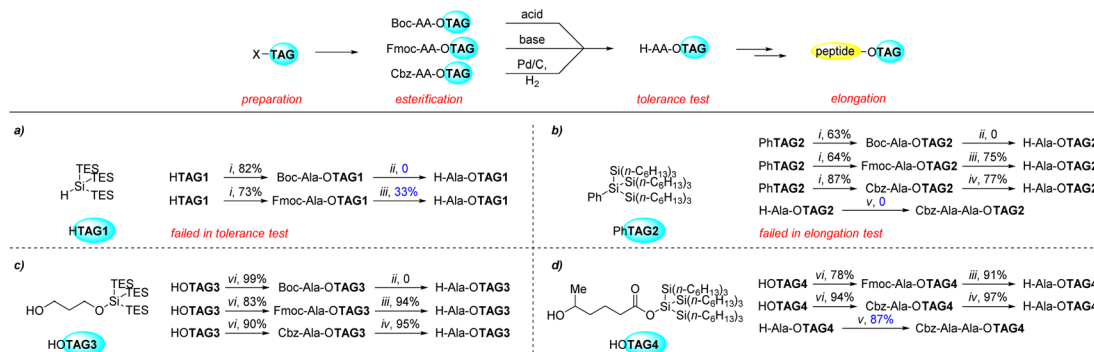 Boc-AA-OTAG
acid
Fmoc-AA-OTAG
base
X-TAG
H-AA-OTAG
peptide-OTAG
Cbz-AA-OTAG
Pd/C,
H2
preparation
esterification
tolerance test
elongation
a)
TES
TES
TES
Si
H
HTAG1
HTAG1 i, 82% Boc-Ala-OTAG1 ii, 0 H-Ala-OTAG1
HTAG1 i, 73% Fmoc-Ala-OTAG1 iii, 33% H-Ala-OTAG1
failed in tolerance test
b)
Si(n-C6H13)3
Si(n-C6H13)3
Si
Ph
Si(n-C6H13)3
PhTAG2
PhTAG2 i, 63% Boc-Ala-OTAG2 ii, 0 H-Ala-OTAG2
PhTAG2 i, 64% Fmoc-Ala-OTAG2 iii, 75% H-Ala-OTAG2
PhTAG2 i, 87% Cbz-Ala-OTAG2 iv, 77% H-Ala-OTAG2
H-Ala-OTAG2 v, 0 Cbz-Ala-Ala-OTAG2
failed in elongation test
c)
TES
TES
Si
HO
O
TES
HOTAG3
HOTAG3 vi, 99% Boc-Ala-OTAG3 ii, 0 H-Ala-OTAG3
HOTAG3 vi, 83% Fmoc-Ala-OTAG3 iii, 94% H-Ala-OTAG3
HOTAG3 vi, 90% Cbz-Ala-OTAG3 iv, 95% H-Ala-OTAG3
d)
Me
O
Si(n-C6H13)3
Si(n-C6H13)3
HO
O
Si
Si(n-C6H13)3
HOTAG4
HOTAG4 vi, 78% Fmoc-Ala-OTAG4 iii, 91% H-Ala-OTAG4
HOTAG4 vi, 94% Cbz-Ala-OTAG4 iv, 97% H-Ala-OTAG4
H-Ala-OTAG4 v, 87% Cbz-Ala-Ala-OTAG4